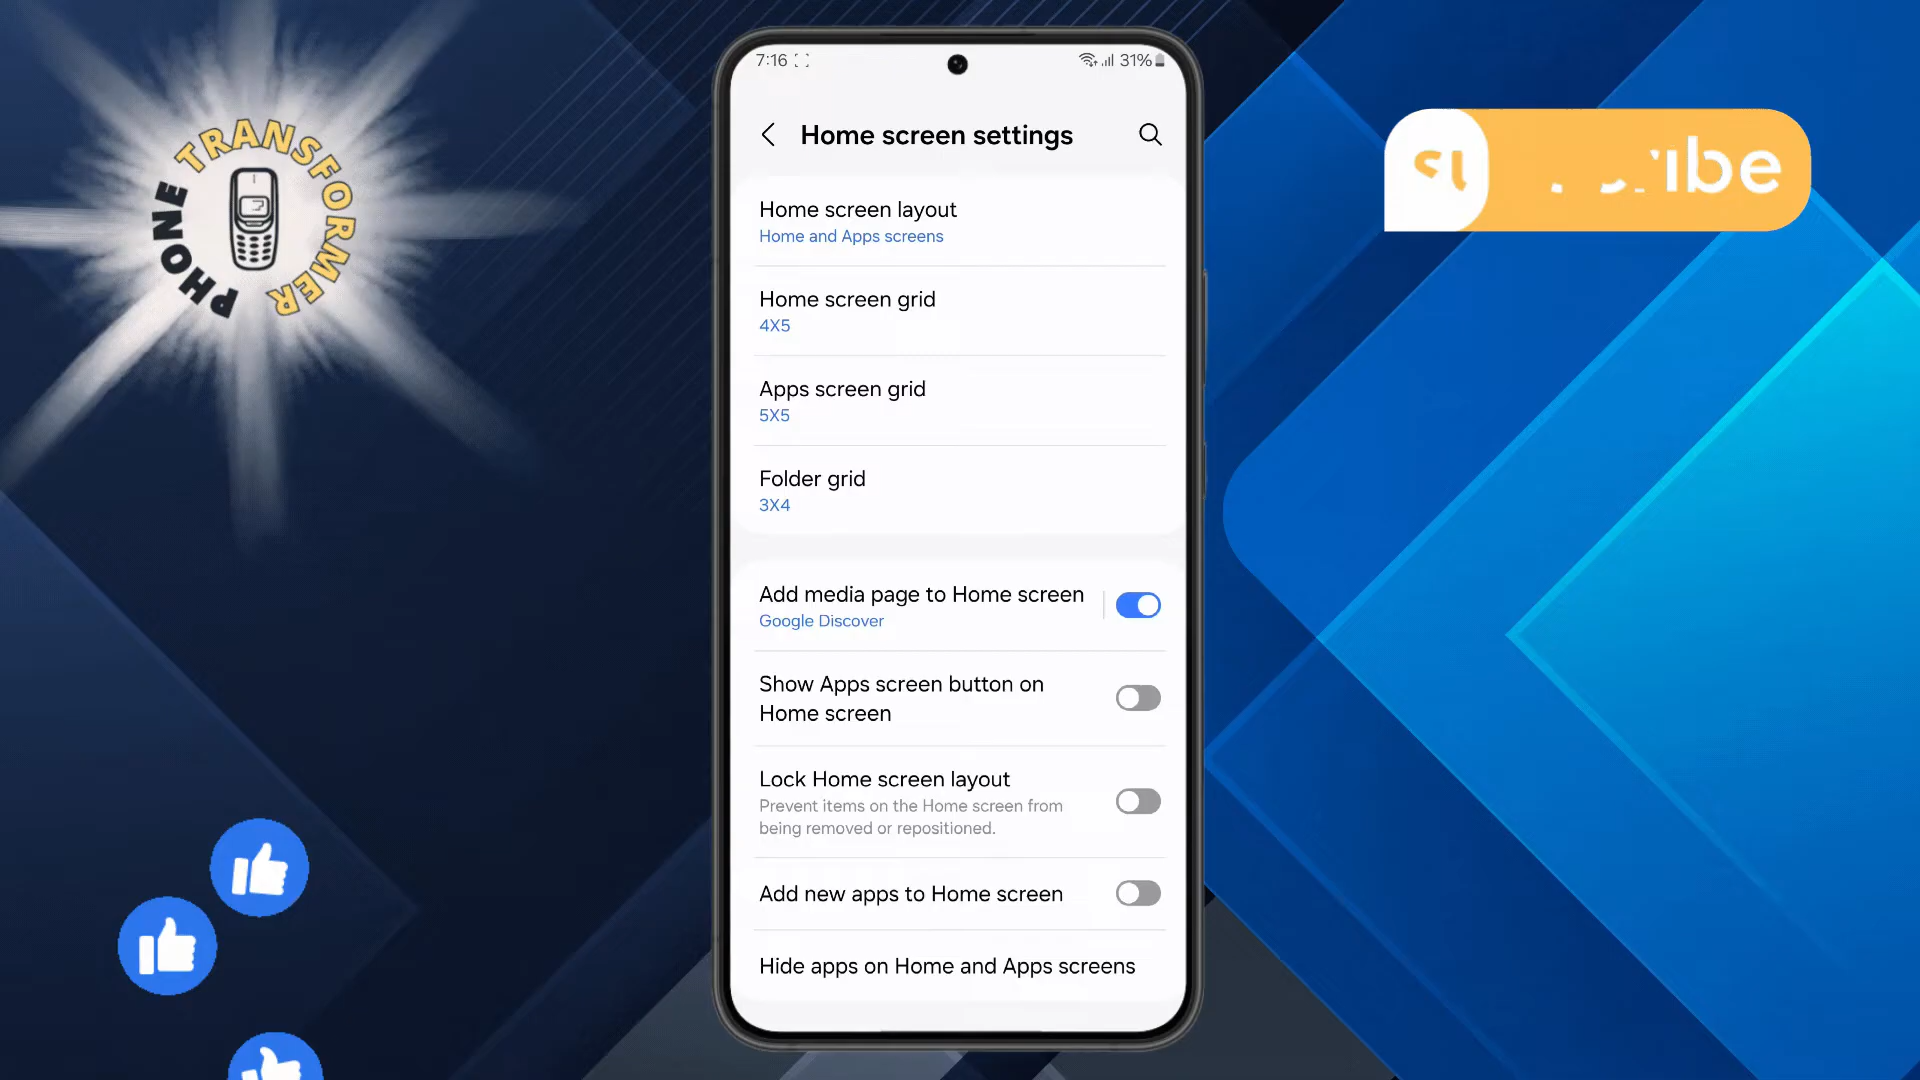 7:16
31%
PHONE TRANSFORMER
Home screen settings
Home screen layout
Home and Apps screens
Home screen grid
4X5
Apps screen grid
5X5
Folder grid
3X4
Add media page to Home screen
Google Discover
Show Apps screen button on
Home screen
Lock Home screen layout
Prevent items on the Home screen from
being removed or repositioned.
Add new apps to Home screen
Hide apps on Home and Apps screens